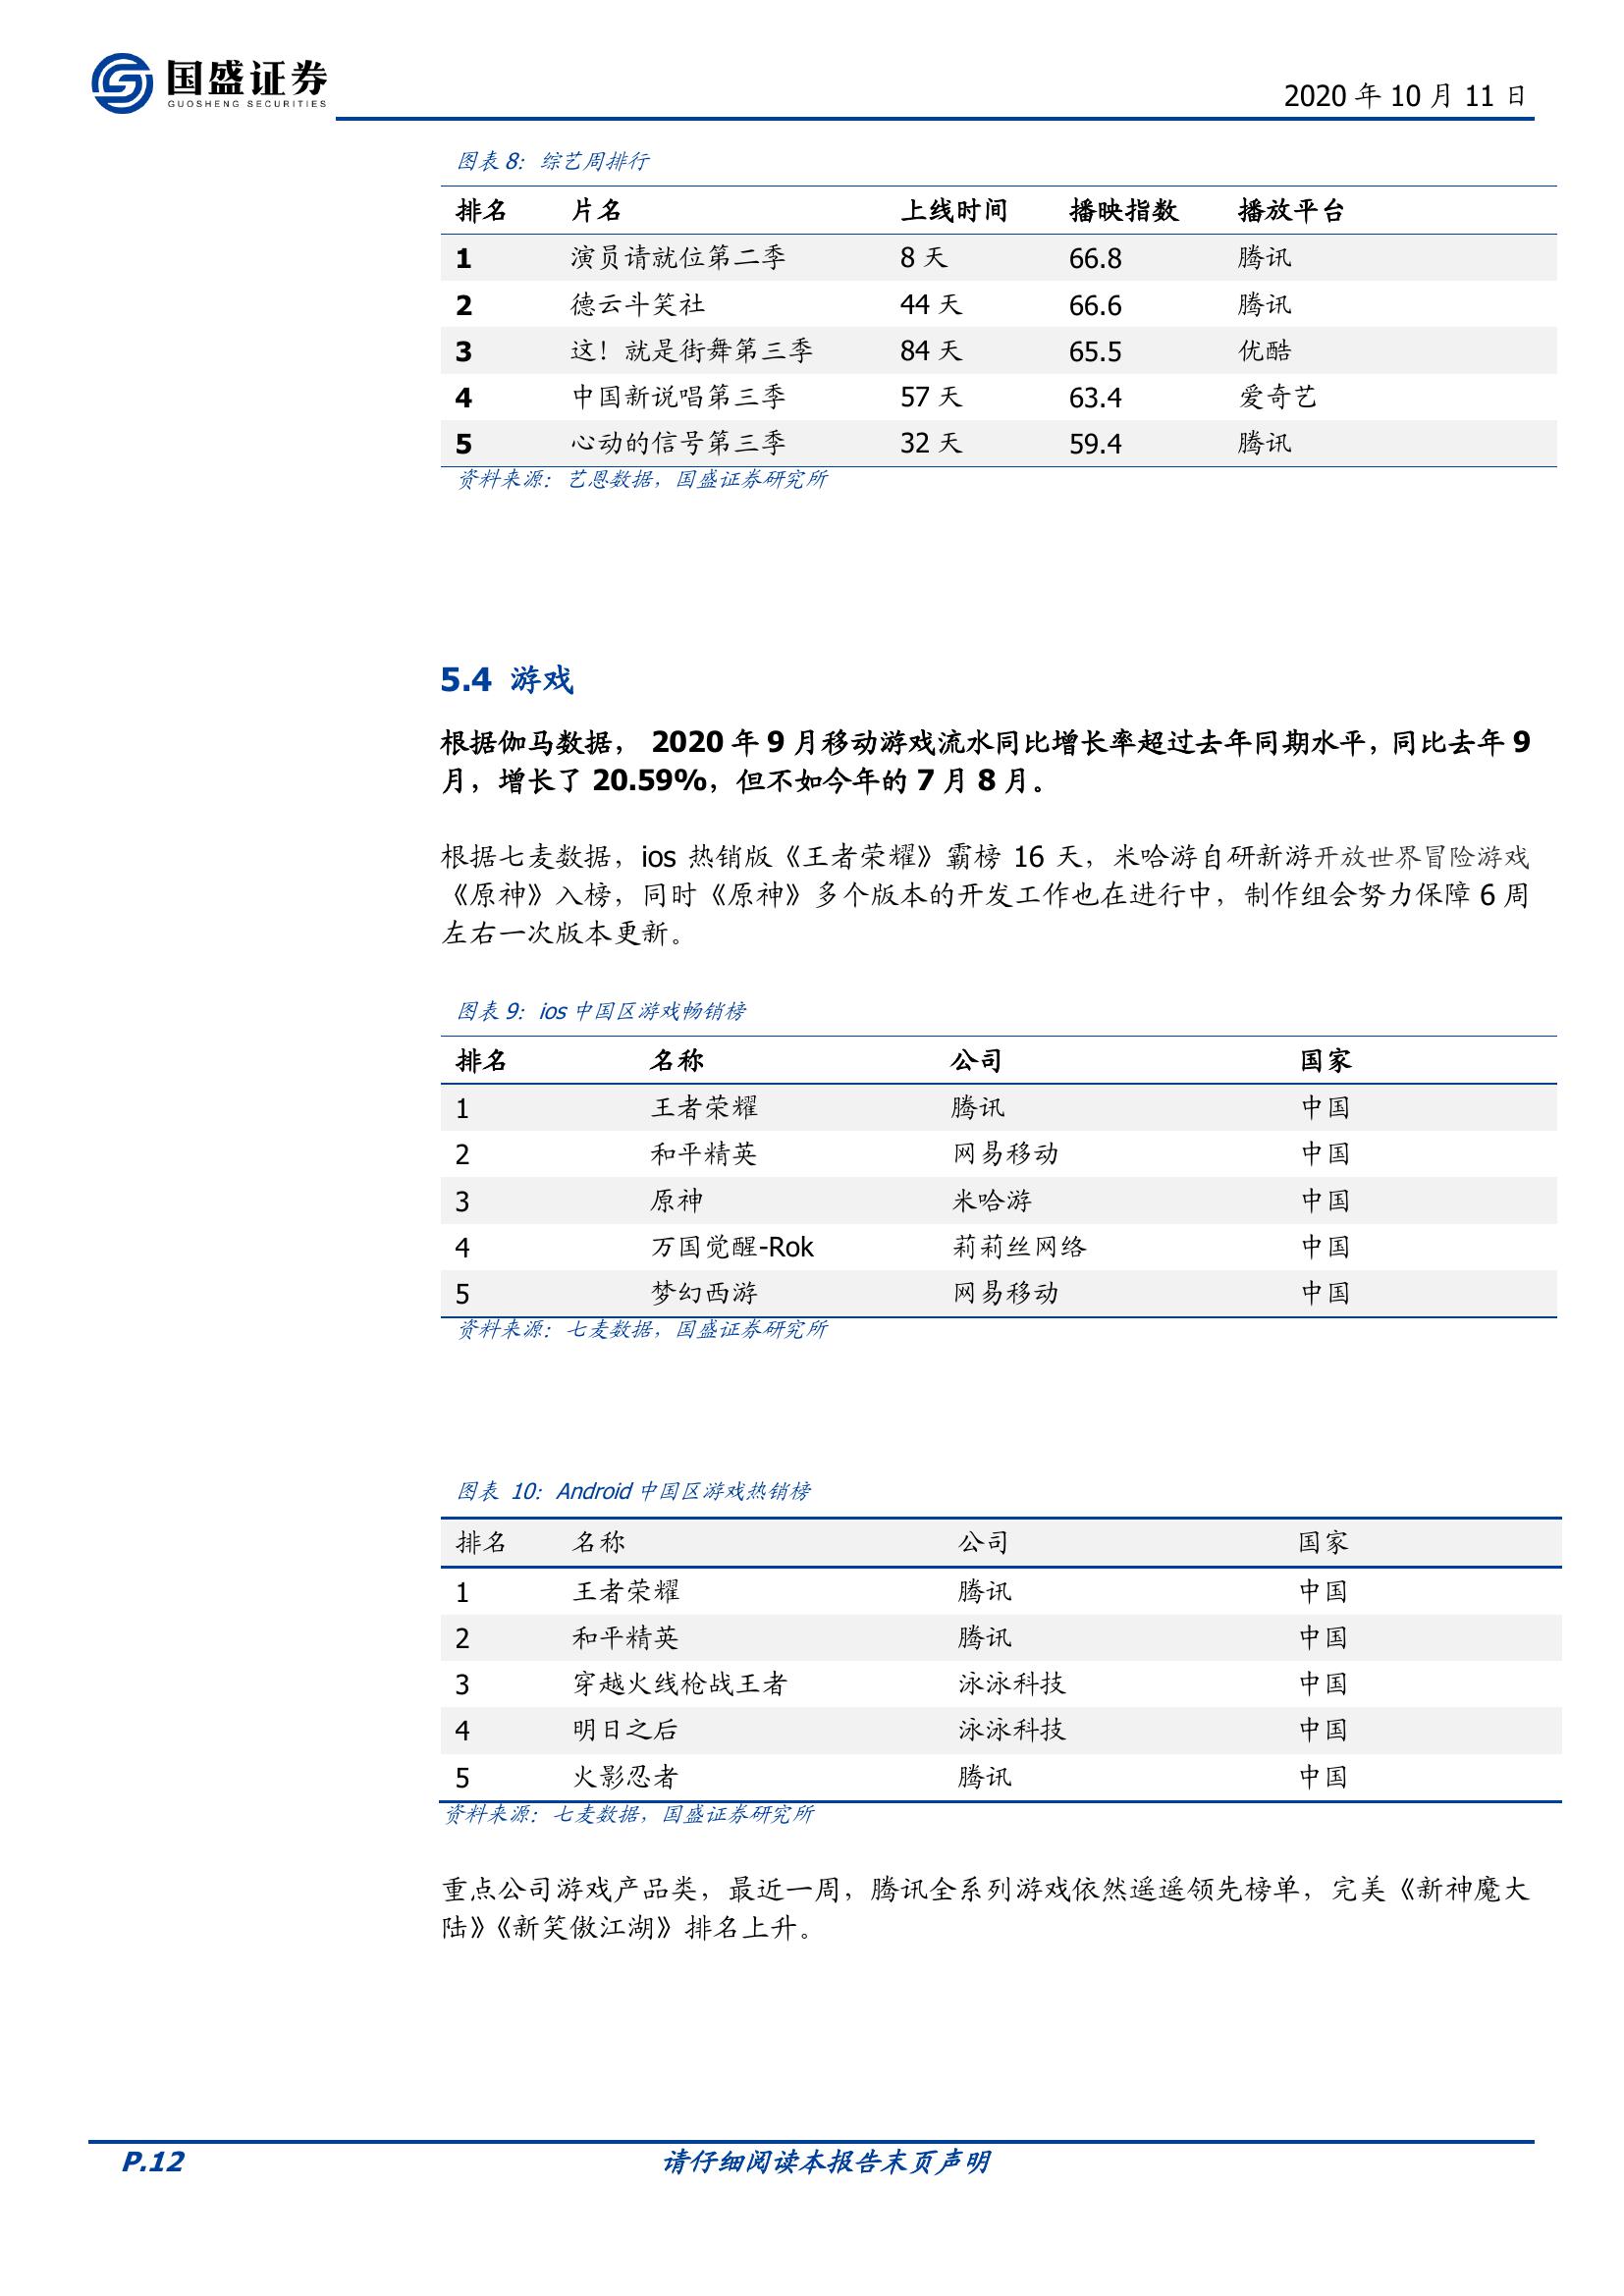 国盛证券
GUOSHENG SECURITIES
2020 年 10 月 11 日
图表 8：综艺周排行
排名 片名 上线时间 播映指数 播放平台
1 演员请就位第二季 8 天 66.8 腾讯
2 德云斗笑社 44 天 66.6 腾讯
3 这！就是街舞第三季 84 天 65.5 优酷
4 中国新说唱第三季 57 天 63.4 爱奇艺
5 心动的信号第三季 32 天 59.4 腾讯
资料来源：艺恩数据，国盛证券研究所
5.4 游戏
根据伽马数据， 2020 年 9 月移动游戏流水同比增长率超过去年同期水平，同比去年 9
月，增长了 20.59%，但不如今年的 7 月 8 月。
根据七麦数据，ios 热销版《王者荣耀》霸榜 16 天，米哈游自研新游开放世界冒险游戏
《原神》入榜，同时《原神》多个版本的开发工作也在进行中，制作组会努力保障 6 周
左右一次版本更新。
图表 9：ios 中国区游戏畅销榜
排名 名称 公司 国家
1 王者荣耀 腾讯 中国
2 和平精英 网易移动 中国
3 原神 米哈游 中国
4 万国觉醒-Rok 莉莉丝网络 中国
5 梦幻西游 网易移动 中国
资料来源：七麦数据，国盛证券研究所
图表 10：Android 中国区游戏热销榜
排名 名称 公司 国家
1 王者荣耀 腾讯 中国
2 和平精英 腾讯 中国
3 穿越火线枪战王者 泳泳科技 中国
4 明日之后 泳泳科技 中国
5 火影忍者 腾讯 中国
资料来源：七麦数据，国盛证券研究所
重点公司游戏产品类，最近一周，腾讯全系列游戏依然遥遥领先榜单，完美《新神魔大
陆》《新笑傲江湖》排名上升。
P.12 请仔细阅读本报告末页声明